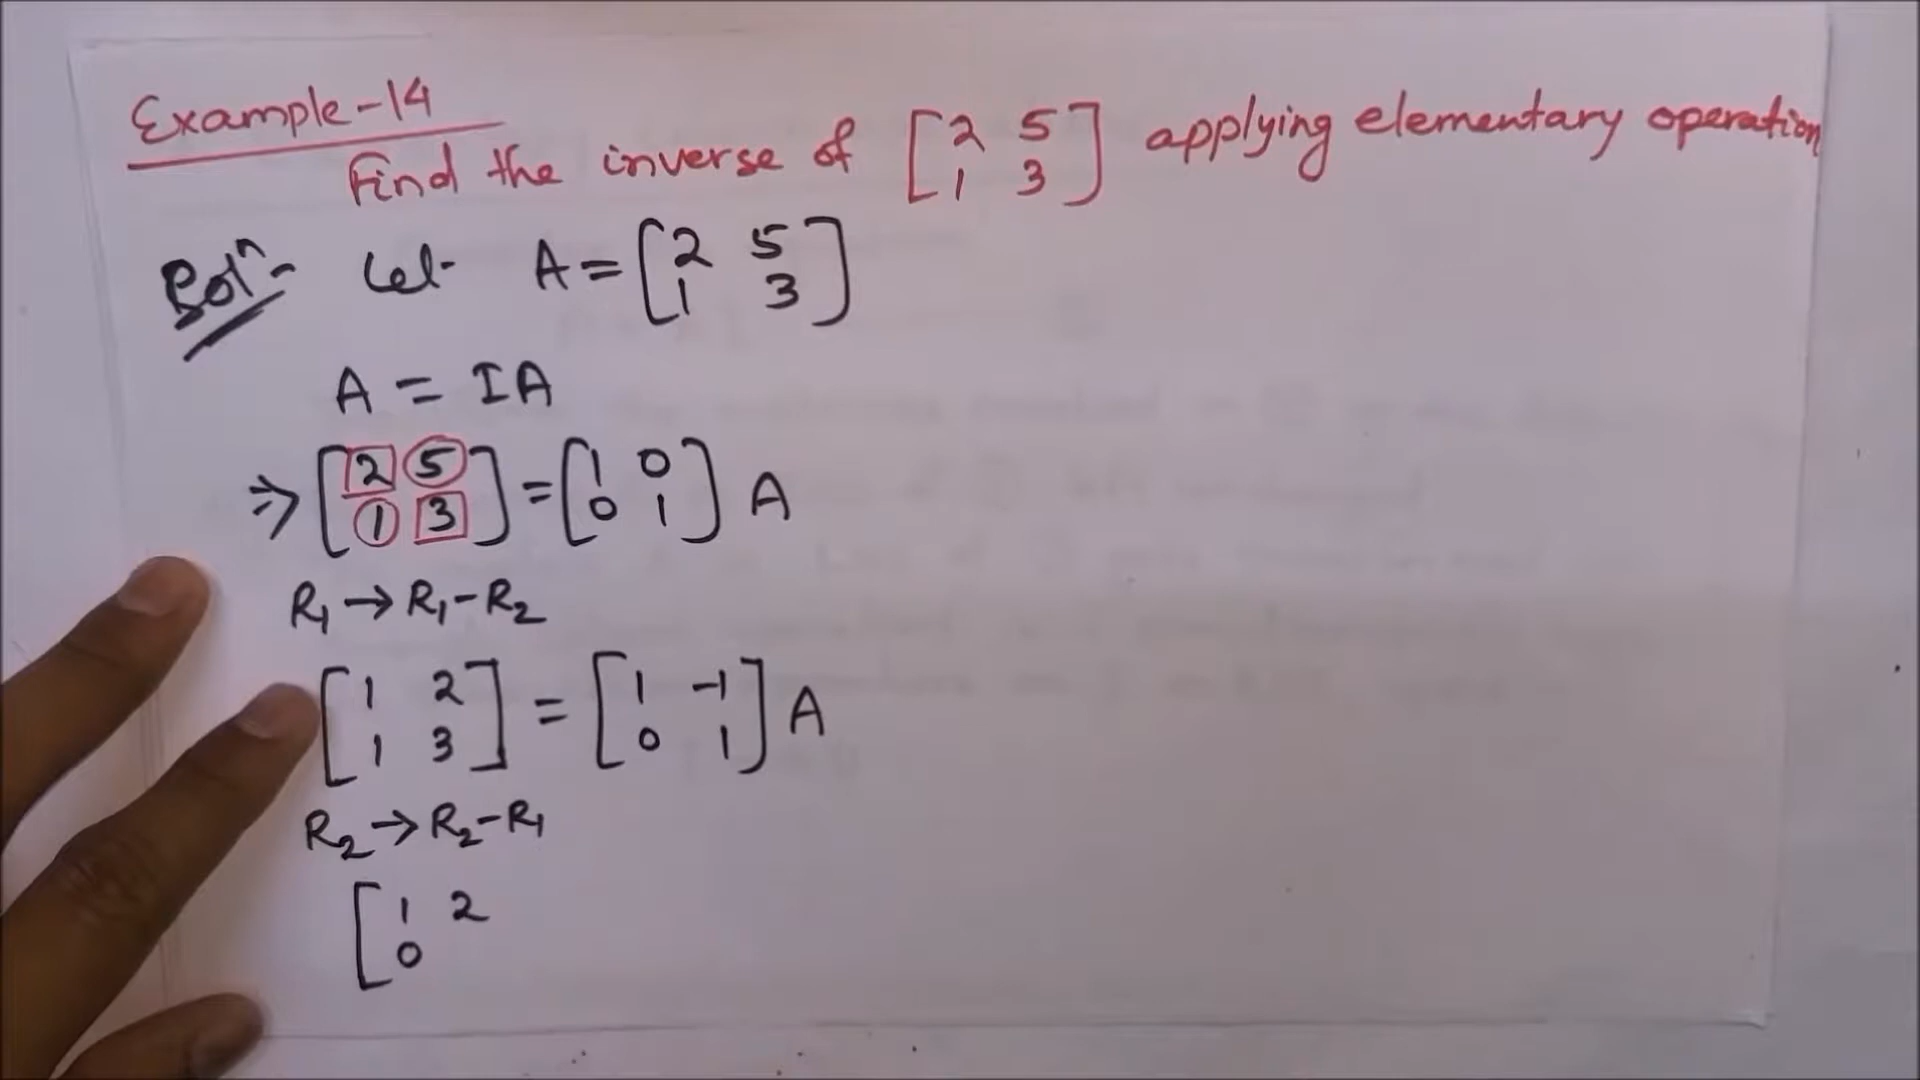 Example-14
Find the inverse of [2 5
1 3] applying elementary operation
Solⁿ- Let A = [2 5
1 3]
A = IA
⇒ [2 5
1 3] = [1 0
0 1] A
R₁ → R₁ - R₂
[1 2
1 3] = [1 -1
0 1] A
R₂ → R₂ - R₁
[1 2
0